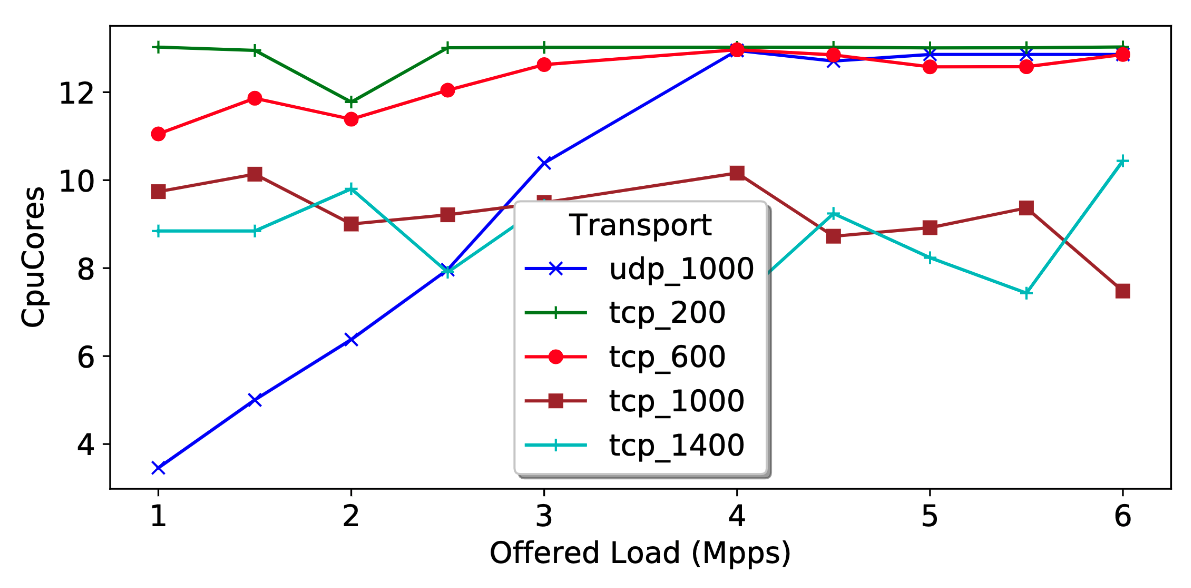 12
10
8
6
4
CpuCores
Transport
udp_1000
tcp_200
tcp_600
tcp_1000
tcp_1400
1 2 3 4 5 6
Offered Load (Mpps)